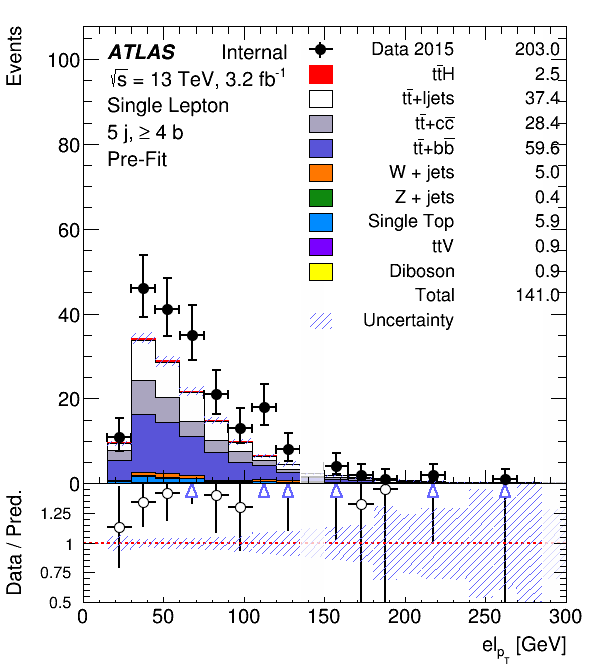 Events
ATLAS Internal
√s = 13 TeV, 3.2 fb⁻¹
Single Lepton
5 j, ≥ 4 b
Pre-Fit
Data 2015 203.0
tt̄H 2.5
tt̄+ljets 37.4
tt̄+cc̄ 28.4
tt̄+bb̄ 59.6
W + jets 5.0
Z + jets 0.4
Single Top 5.9
ttV 0.9
Diboson 0.9
Total 141.0
Uncertainty
100
80
60
40
20
0
Data / Pred.
1.25
1
0.75
0.5
0 50 100 150 200 250 300
el_p_T [GeV]